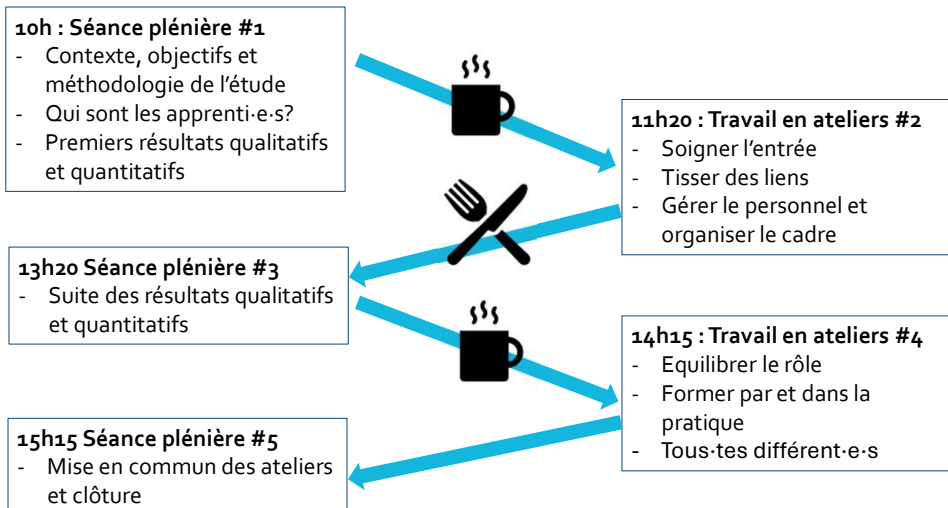 10h : Séance plénière #1
- Contexte, objectifs et
méthodologie de l'étude
- Qui sont les apprenti·e·s?
- Premiers résultats qualitatifs
et quantitatifs
11h20 : Travail en ateliers #2
- Soigner l'entrée
- Tisser des liens
- Gérer le personnel et
organiser le cadre
13h20 Séance plénière #3
- Suite des résultats qualitatifs
et quantitatifs
14h15 : Travail en ateliers #4
- Equilibrer le rôle
- Former par et dans la
pratique
- Tous·tes différent·e·s
15h15 Séance plénière #5
- Mise en commun des ateliers
et clôture